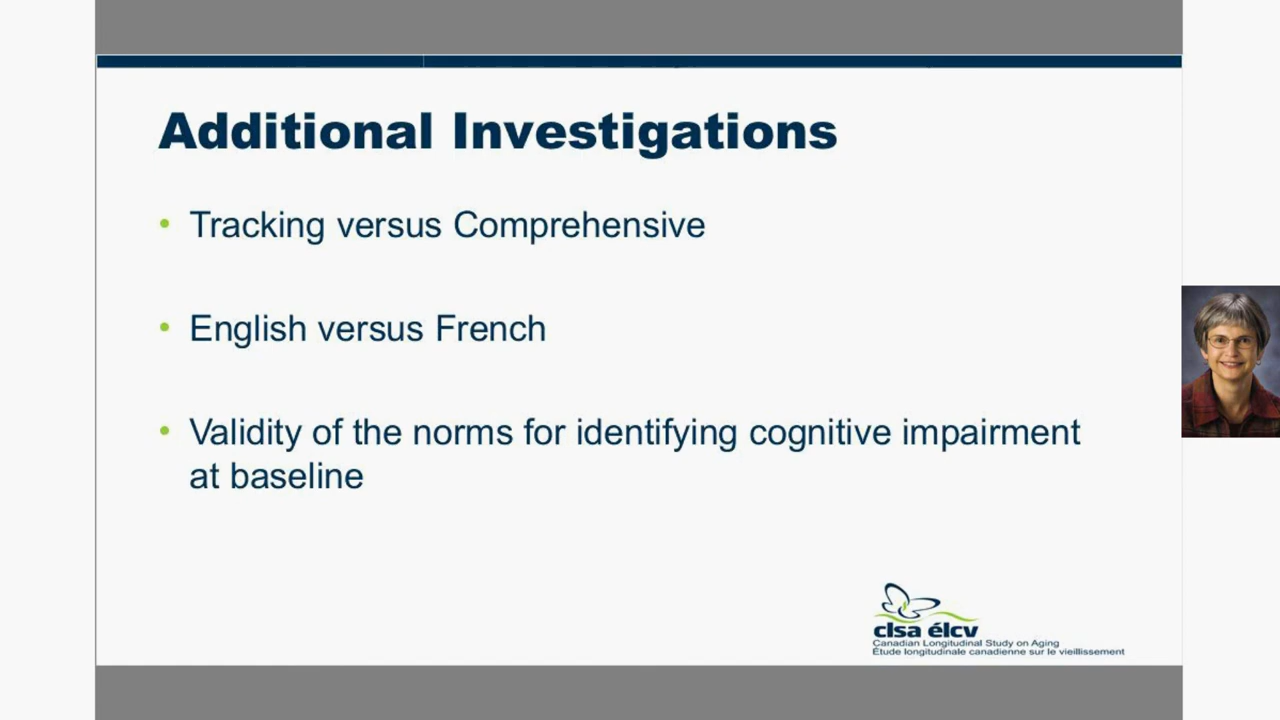 Additional Investigations
• Tracking versus Comprehensive
• English versus French
• Validity of the norms for identifying cognitive impairment
at baseline
clsa élcv
Canadian Longitudinal Study on Aging
Étude longitudinale canadienne sur le vieillissement